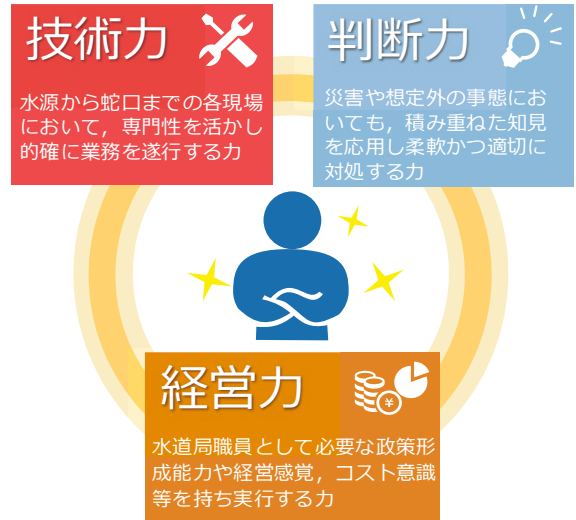 技術力
水源から蛇口までの各現場
において，専門性を活かし
的確に業務を遂行する力
判断力
災害や想定外の事態にお
いても，積み重ねた知見
を応用し柔軟かつ適切に
対処する力
経営力
¥
水道局職員として必要な政策形
成能力や経営感覚，コスト意識
等を持ち実行する力